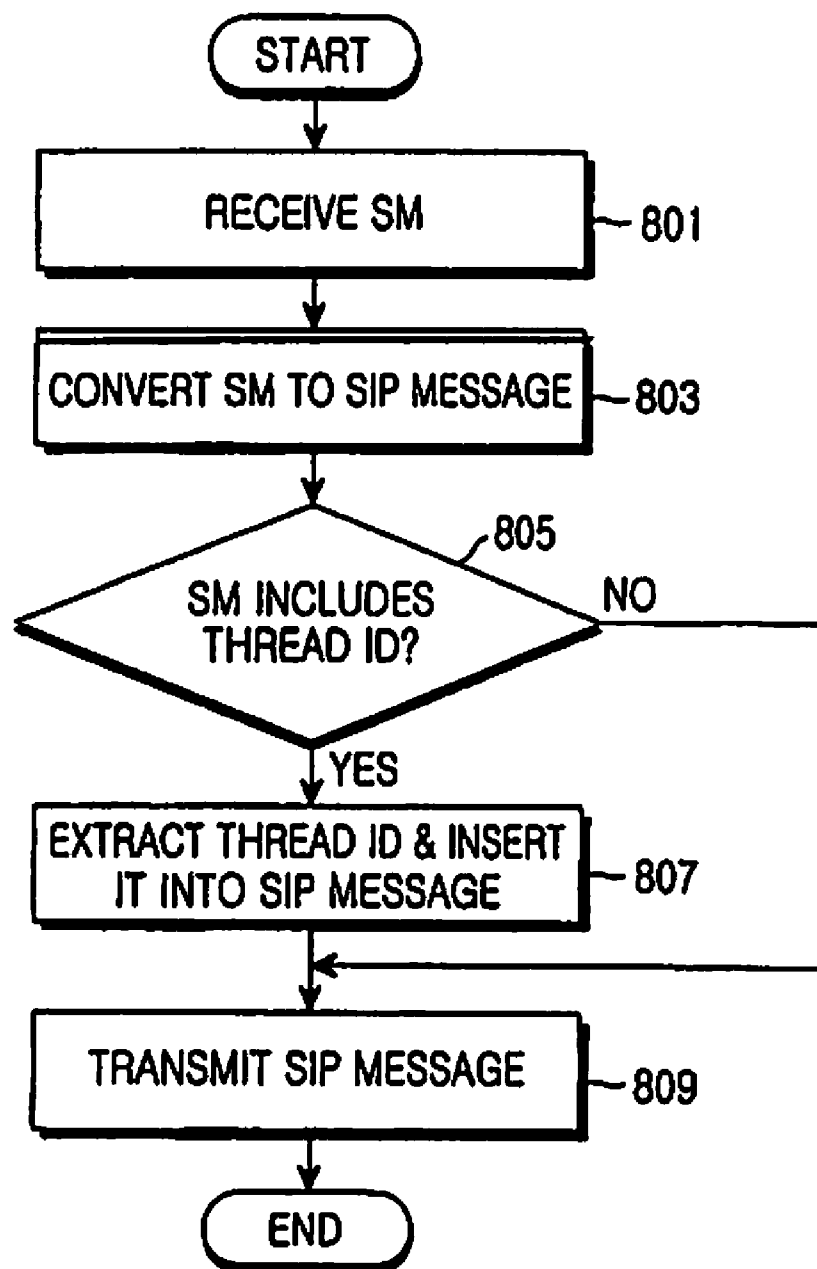 START
RECEIVE SM
801
CONVERT SM TO SIP MESSAGE
803
805
SM INCLUDES
THREAD ID?
NO
YES
EXTRACT THREAD ID & INSERT
IT INTO SIP MESSAGE
807
TRANSMIT SIP MESSAGE
809
END